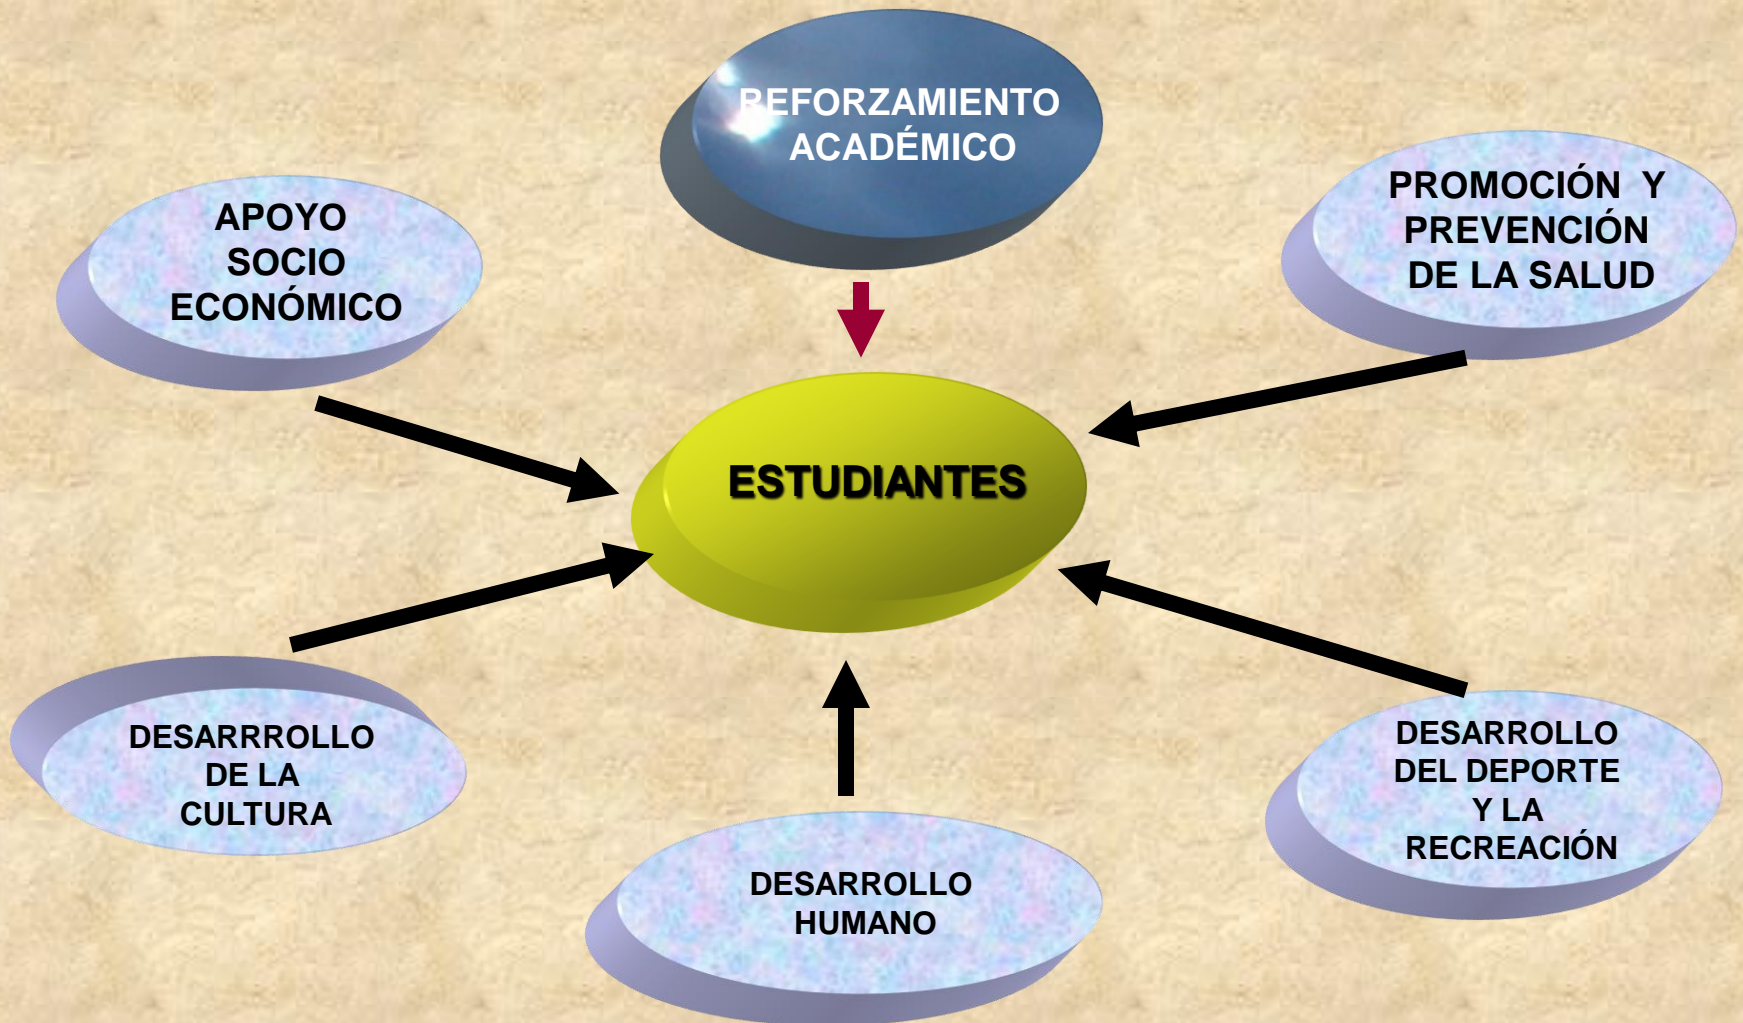 REFORZAMIENTO
ACADÉMICO
APOYO
SOCIO
ECONÓMICO
PROMOCIÓN Y
PREVENCIÓN
DE LA SALUD
ESTUDIANTES
DESARRROLLO
DE LA
CULTURA
DESARROLLO
HUMANO
DESARROLLO
DEL DEPORTE
Y LA
RECREACIÓN